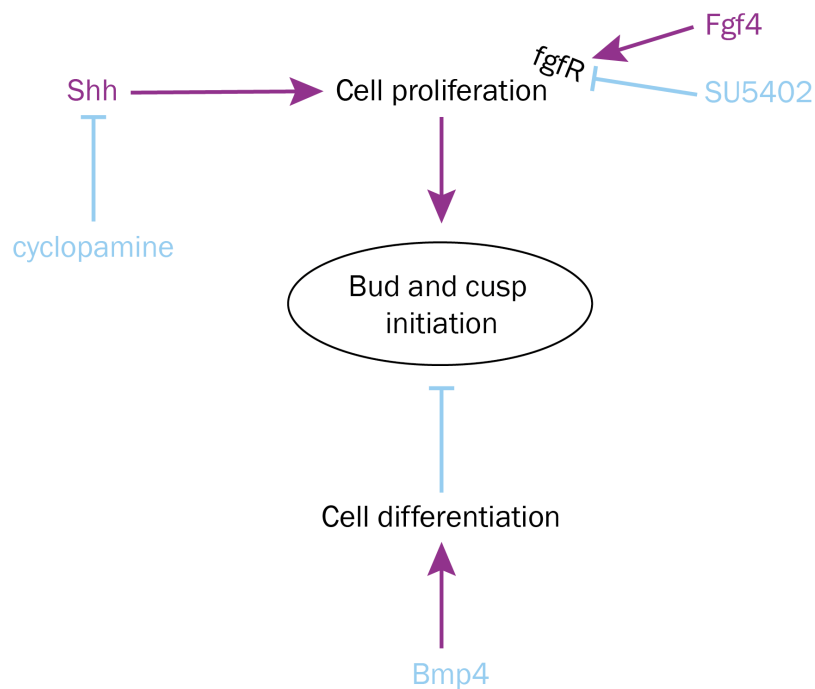 Fgf4
fgfR
Shh
Cell proliferation
SU5402
cyclopamine
Bud and cusp
initiation
Cell differentiation
Bmp4